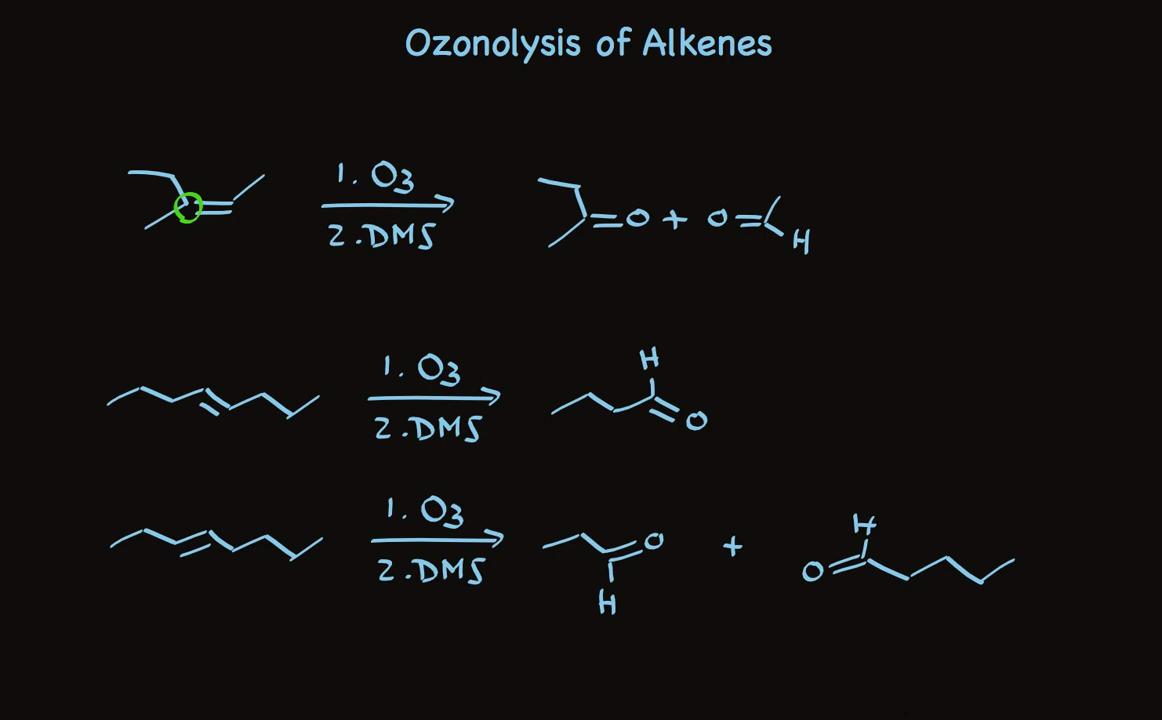 Ozonolysis of Alkenes
1. O3
2. DMS
O + O
H
1. O3
2. DMS
H
O
1. O3
2. DMS
O + O
H
H